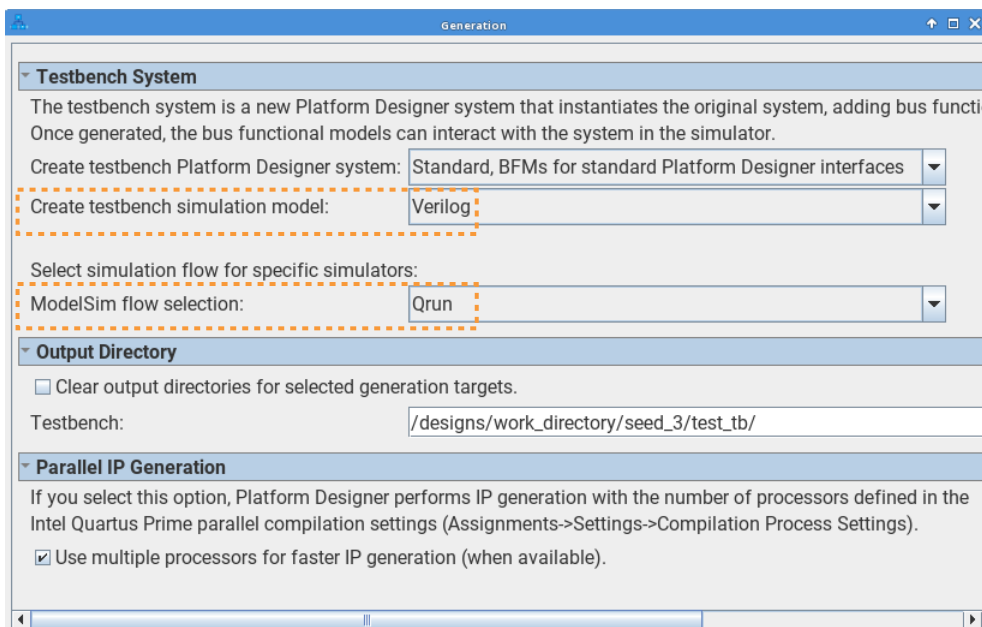 Generation
Testbench System
The testbench system is a new Platform Designer system that instantiates the original system, adding bus functi
Once generated, the bus functional models can interact with the system in the simulator.
Create testbench Platform Designer system: Standard, BFMs for standard Platform Designer interfaces
Create testbench simulation model: Verilog
Select simulation flow for specific simulators:
ModelSim flow selection: Qrun
Output Directory
Clear output directories for selected generation targets.
Testbench: /designs/work_directory/seed_3/test_tb/
Parallel IP Generation
If you select this option, Platform Designer performs IP generation with the number of processors defined in the
Intel Quartus Prime parallel compilation settings (Assignments->Settings->Compilation Process Settings).
Use multiple processors for faster IP generation (when available).